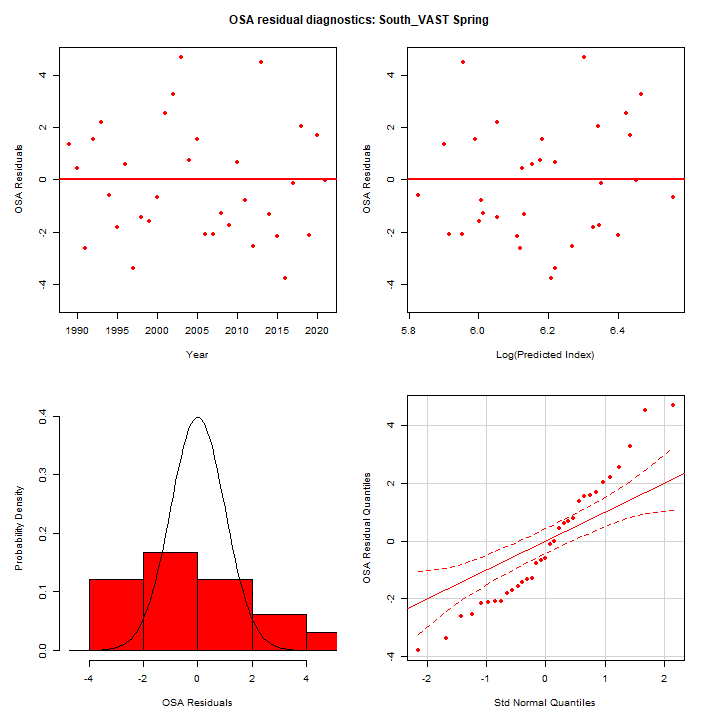 OSA residual diagnostics: South_VAST Spring
OSA Residuals
4
2
0
-2
-4
1990 1995 2000 2005 2010 2015 2020
Year
OSA Residuals
4
2
0
-2
-4
5.8 6.0 6.2 6.4
Log(Predicted Index)
Probability Density
0.4
0.3
0.2
0.1
0.0
-4 -2 0 2 4
OSA Residuals
OSA Residual Quantiles
4
2
0
-2
-4
-2 -1 0 1 2
Std Normal Quantiles